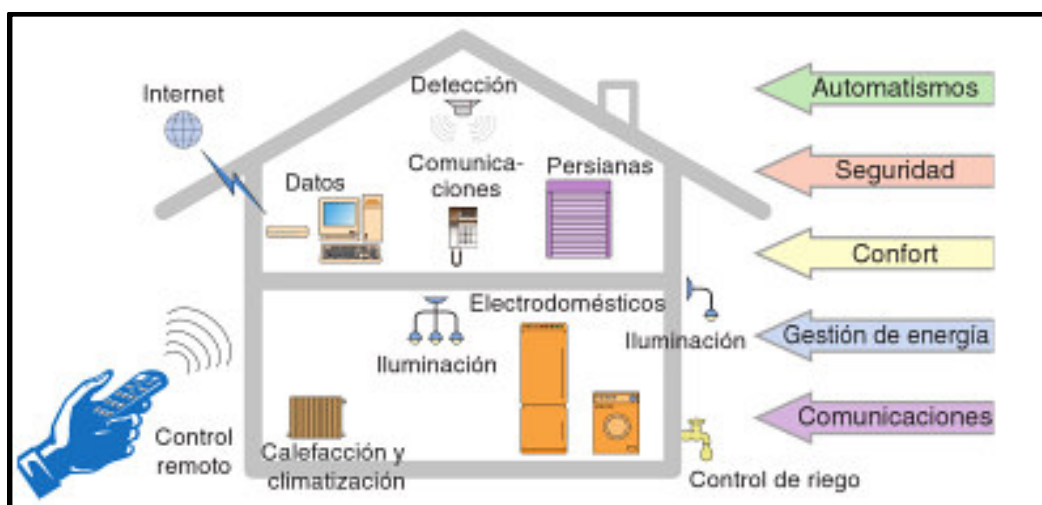 Detección
Internet
Automatismos
Comunica-
ciones
Persianas
Datos
Seguridad
Confort
Electrodomésticos
Iluminación
Iluminación
Gestión de energía
Control
remoto
Calefacción y
climatización
Comunicaciones
Control de riego